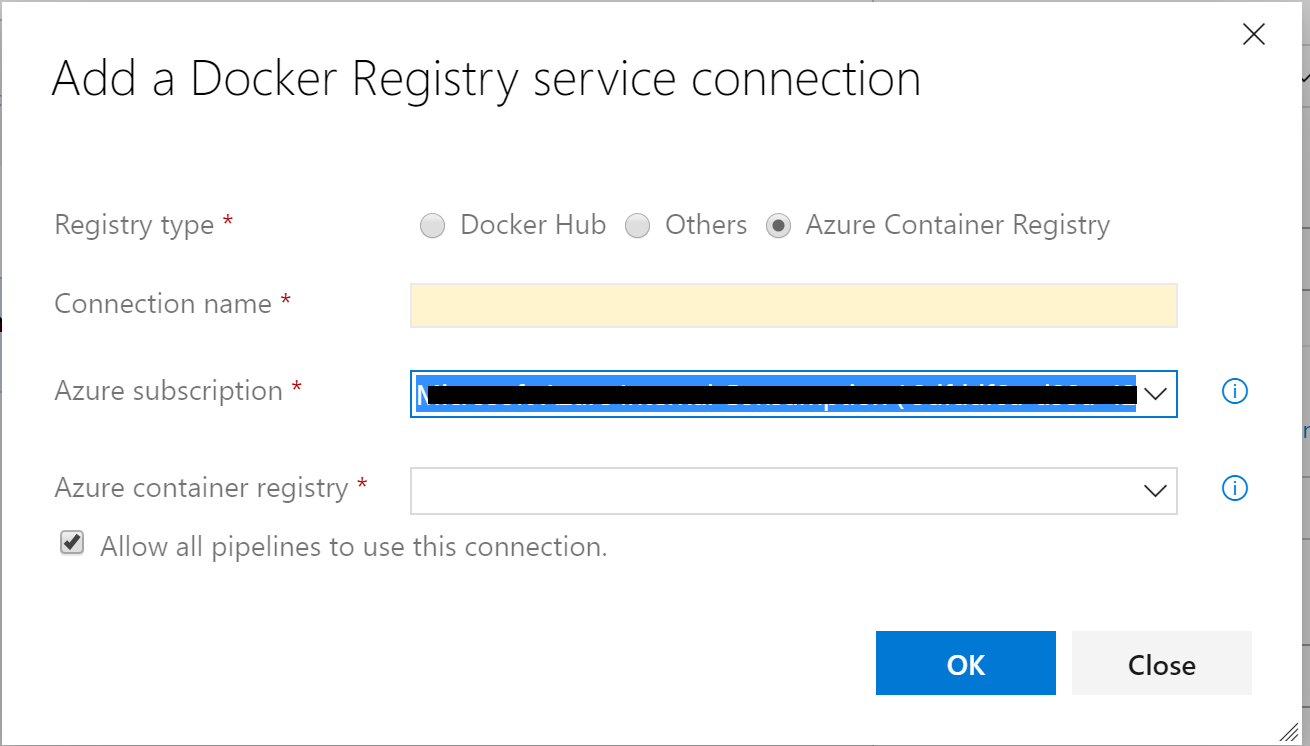 Add a Docker Registry service connection
Registry type * Docker Hub Others Azure Container Registry
Connection name *
Azure subscription *
Azure container registry *
Allow all pipelines to use this connection.
OK Close